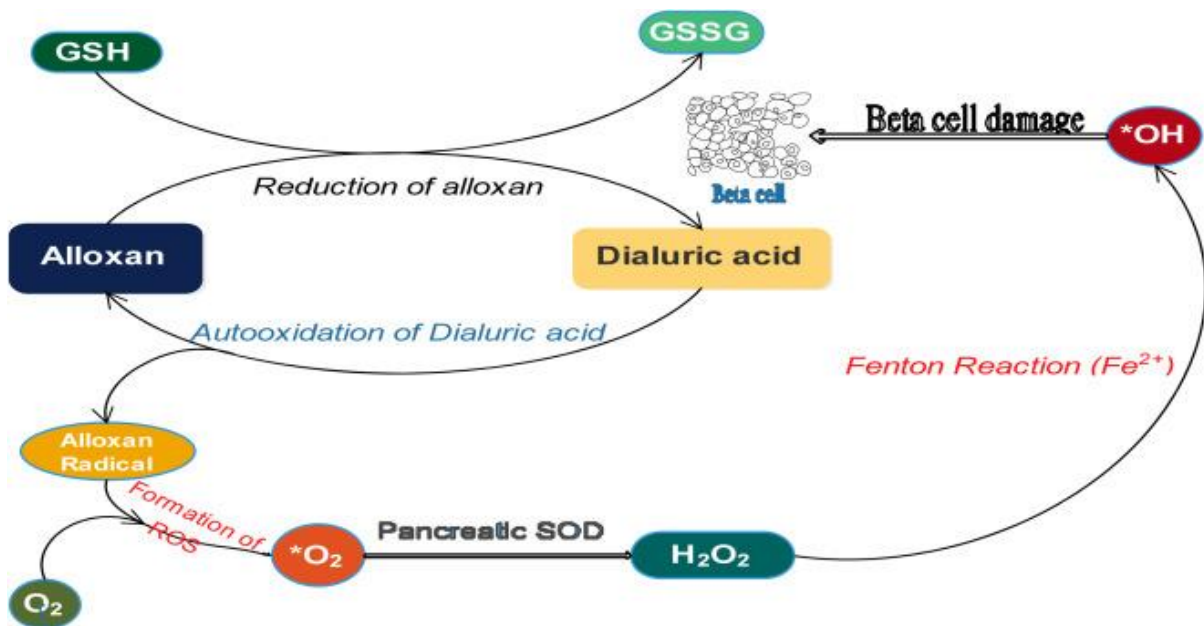 GSH
GSSG
Beta cell damage
*OH
Beta cell
Reduction of alloxan
Alloxan
Dialuric acid
Autooxidation of Dialuric acid
Fenton Reaction (Fe²⁺)
Alloxan
Radical
Formation of
ROS
*O₂
Pancreatic SOD
H₂O₂
O₂